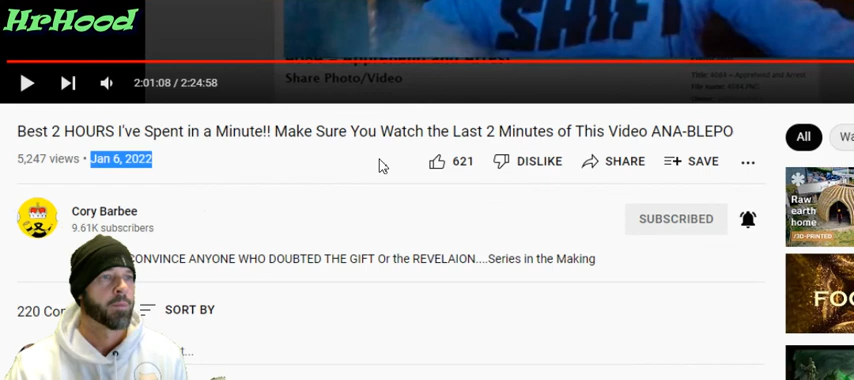 HrHood
SHIFT
Share Photo/Video
2:01:08 / 2:24:58
Best 2 HOURS I've Spent in a Minute!! Make Sure You Watch the Last 2 Minutes of This Video ANA-BLEPO
5,247 views • Jan 6, 2022
621 DISLIKE SHARE SAVE ...
All
Cory Barbee
9.61K subscribers
SUBSCRIBED
Raw
earth
home
/3D-PRINTED
CONVINCE ANYONE WHO DOUBTED THE GIFT Or the REVELAION....Series in the Making
FOO
220 SORT BY